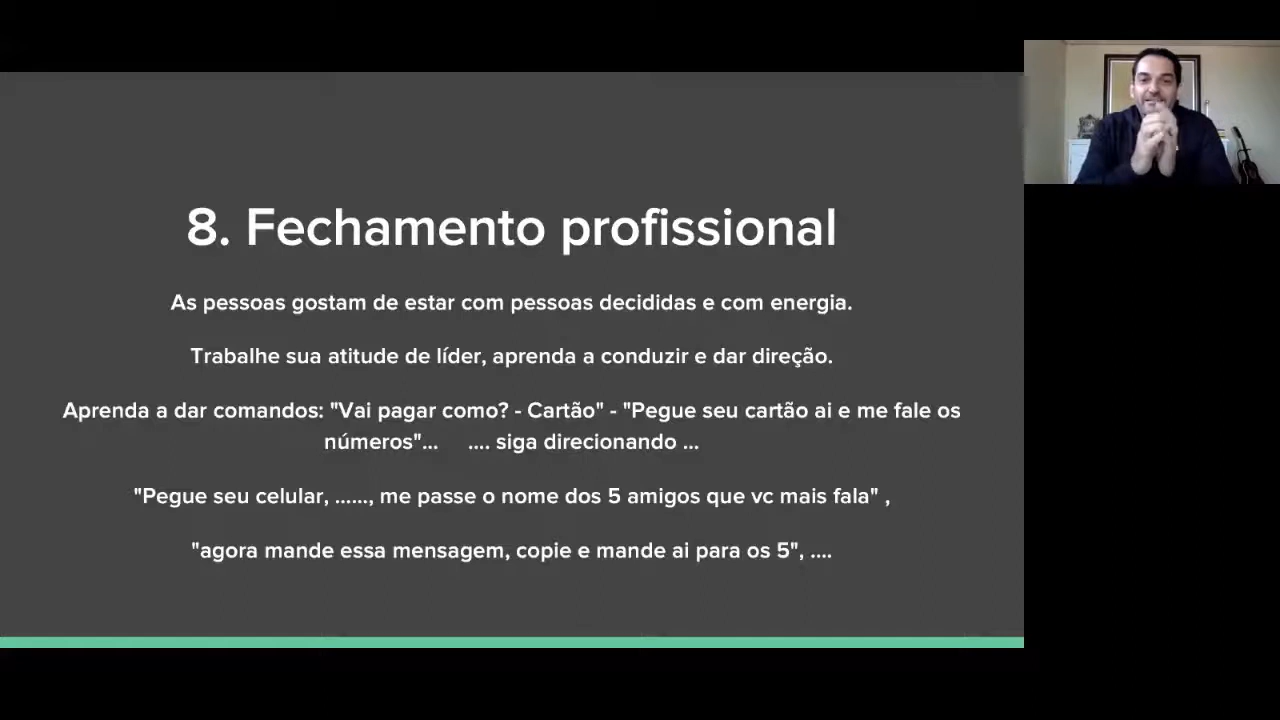 8. Fechamento profissional
As pessoas gostam de estar com pessoas decididas e com energia.
Trabalhe sua atitude de líder, aprenda a conduzir e dar direção.
Aprenda a dar comandos: "Vai pagar como? - Cartão" - "Pegue seu cartão ai e me fale os
números"... .... siga direcionando ...
"Pegue seu celular, ......, me passe o nome dos 5 amigos que vc mais fala" ,
"agora mande essa mensagem, copie e mande ai para os 5", ....